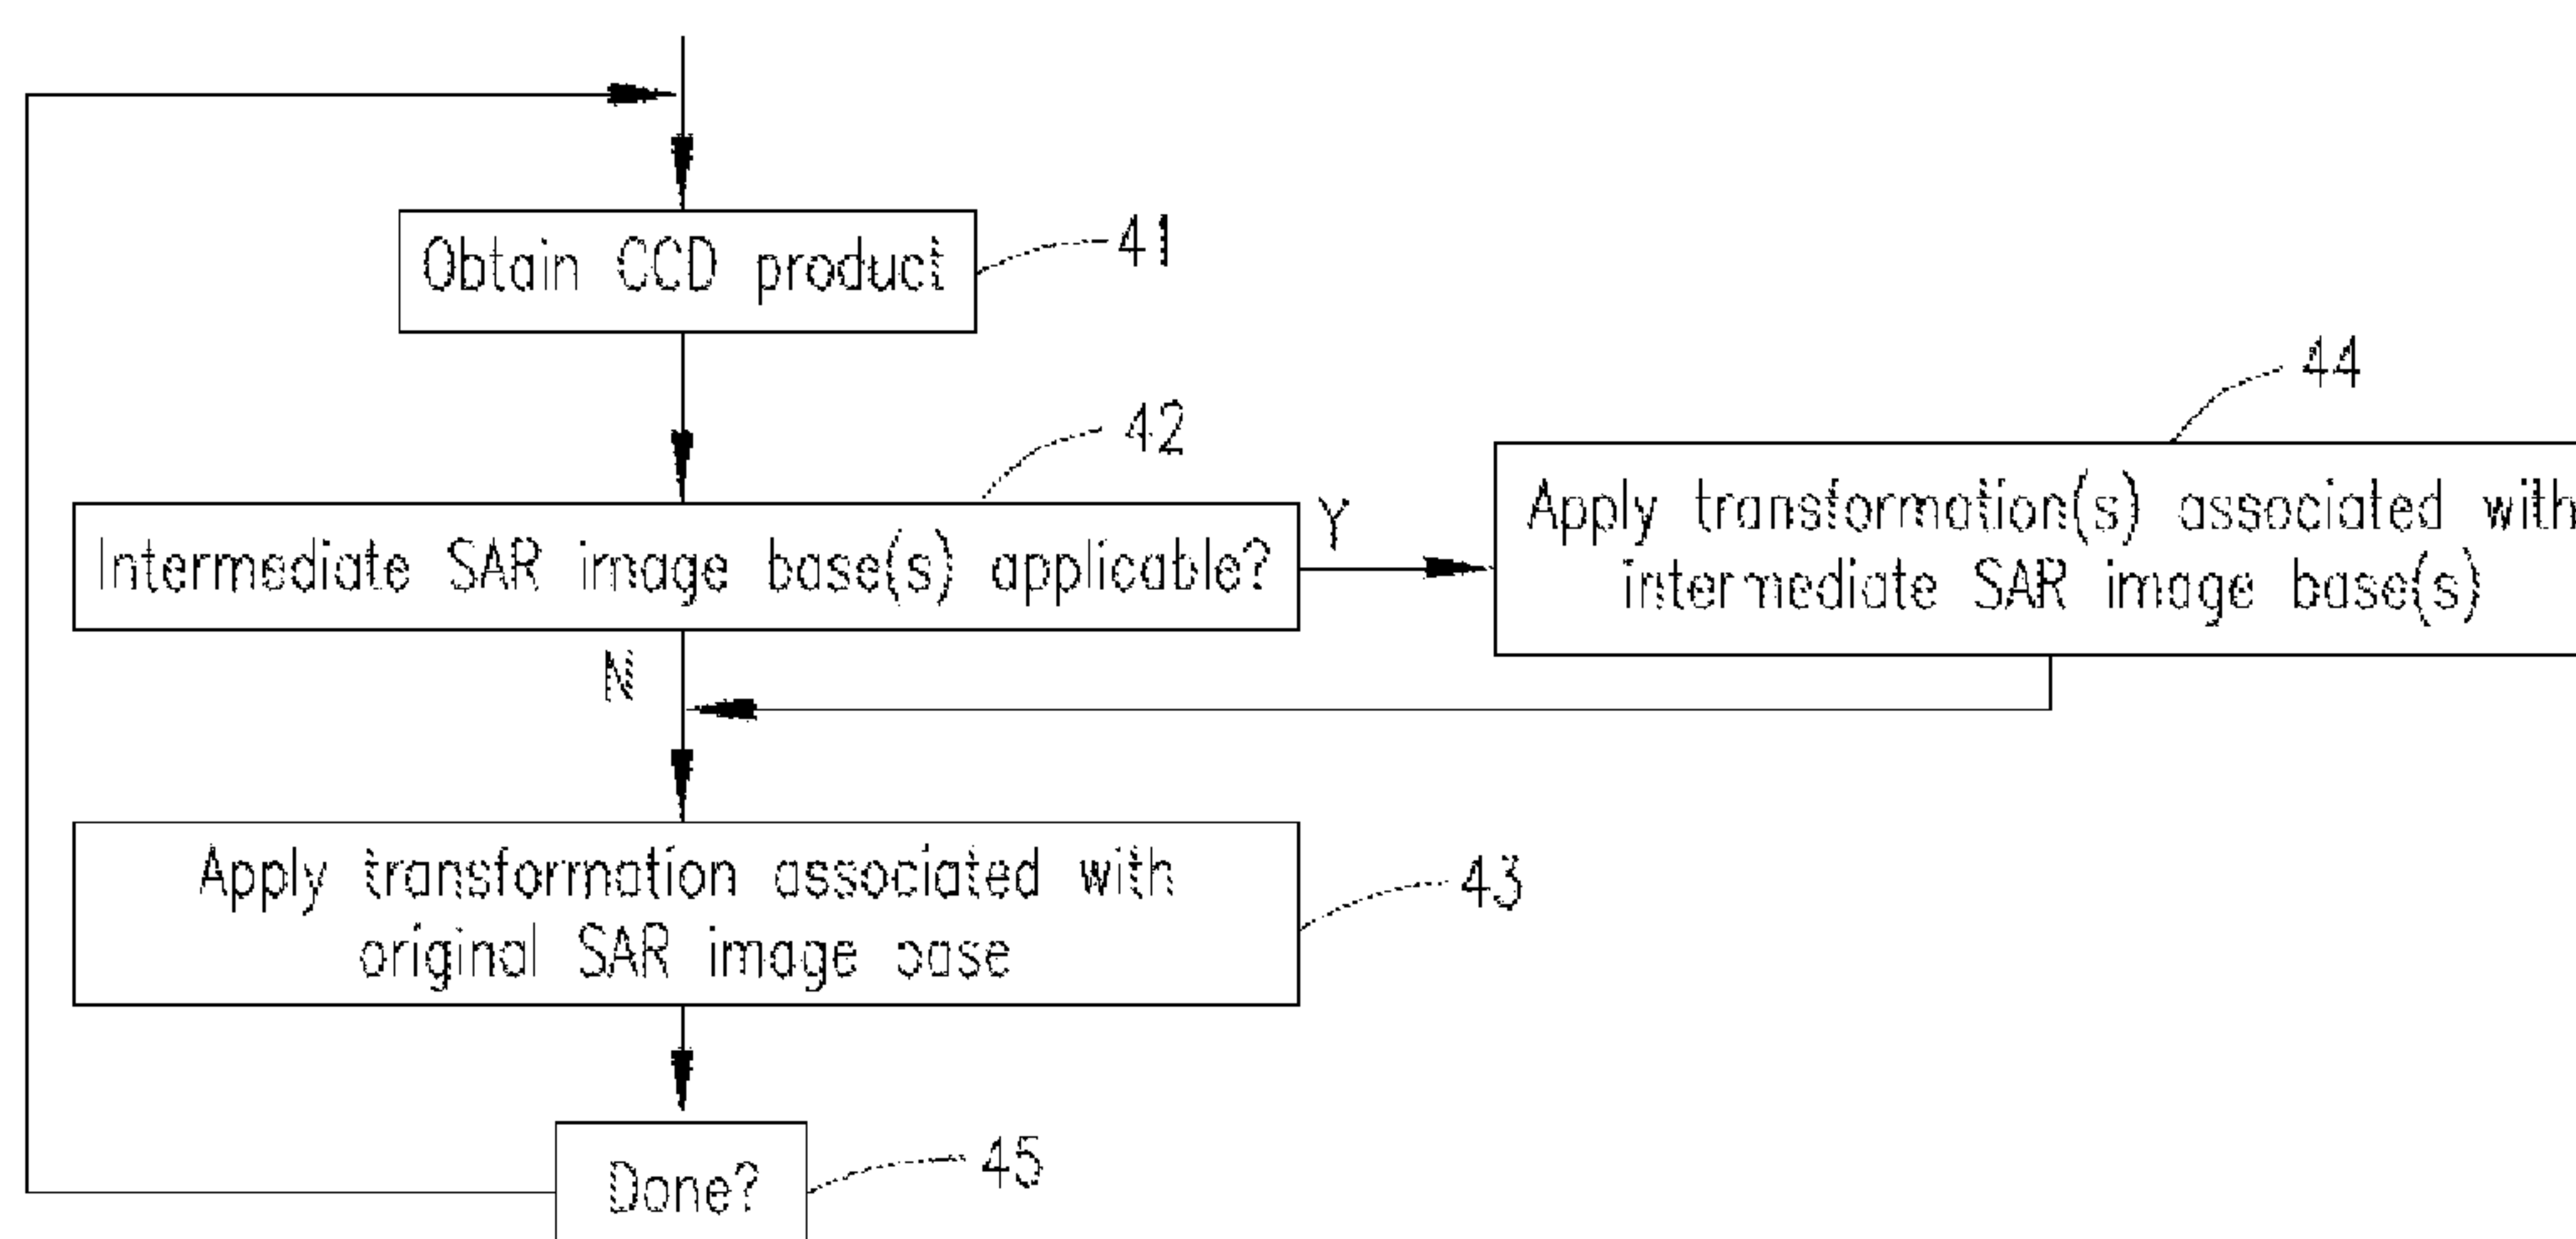 Obtain CCD product
41
42
44
Intermediate SAR image base(s) applicable?
Y
Apply transformation(s) associated with
intermediate SAR image base(s)
N
Apply transformation associated with
original SAR image base
43
Done?
45